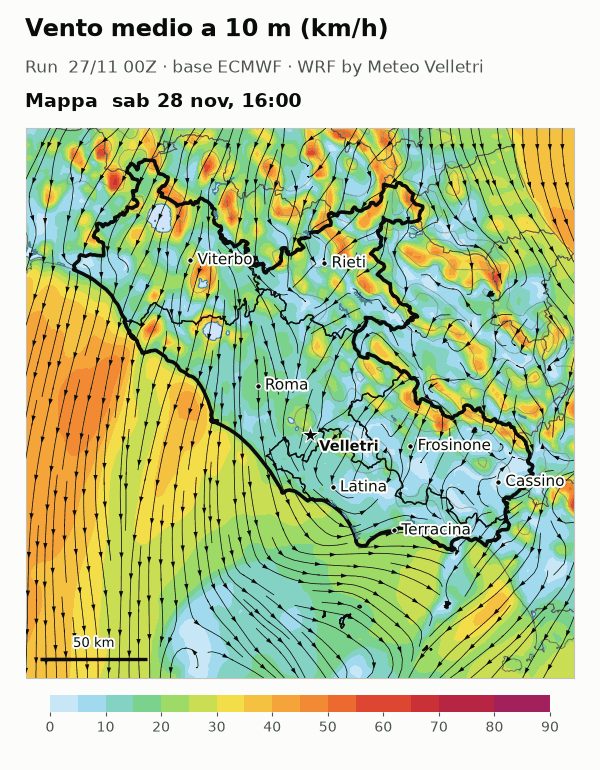 Vento medio a 10 m (km/h)
Run 27/11 00Z · base ECMWF · WRF by Meteo Velletri
Mappa sab 28 nov, 16:00
Viterbo
Rieti
Roma
Velletri
Frosinone
Latina
Cassino
Terracina
50 km
0 10 20 30 40 50 60 70 80 90